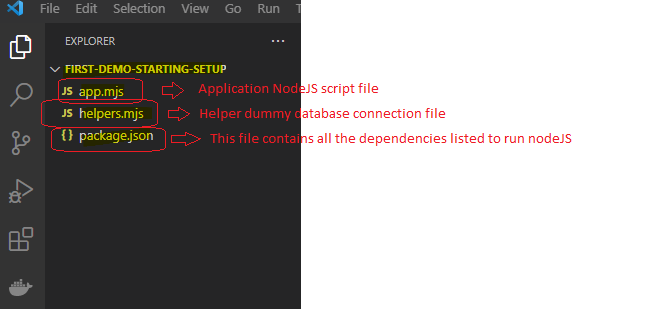 File Edit Selection View Go Run T
EXPLORER ...
FIRST-DEMO-STARTING-SETUP
JS app.mjs Application NodeJS script file
JS helpers.mjs Helper dummy database connection file
{ } package.json This file contains all the dependencies listed to run nodeJS